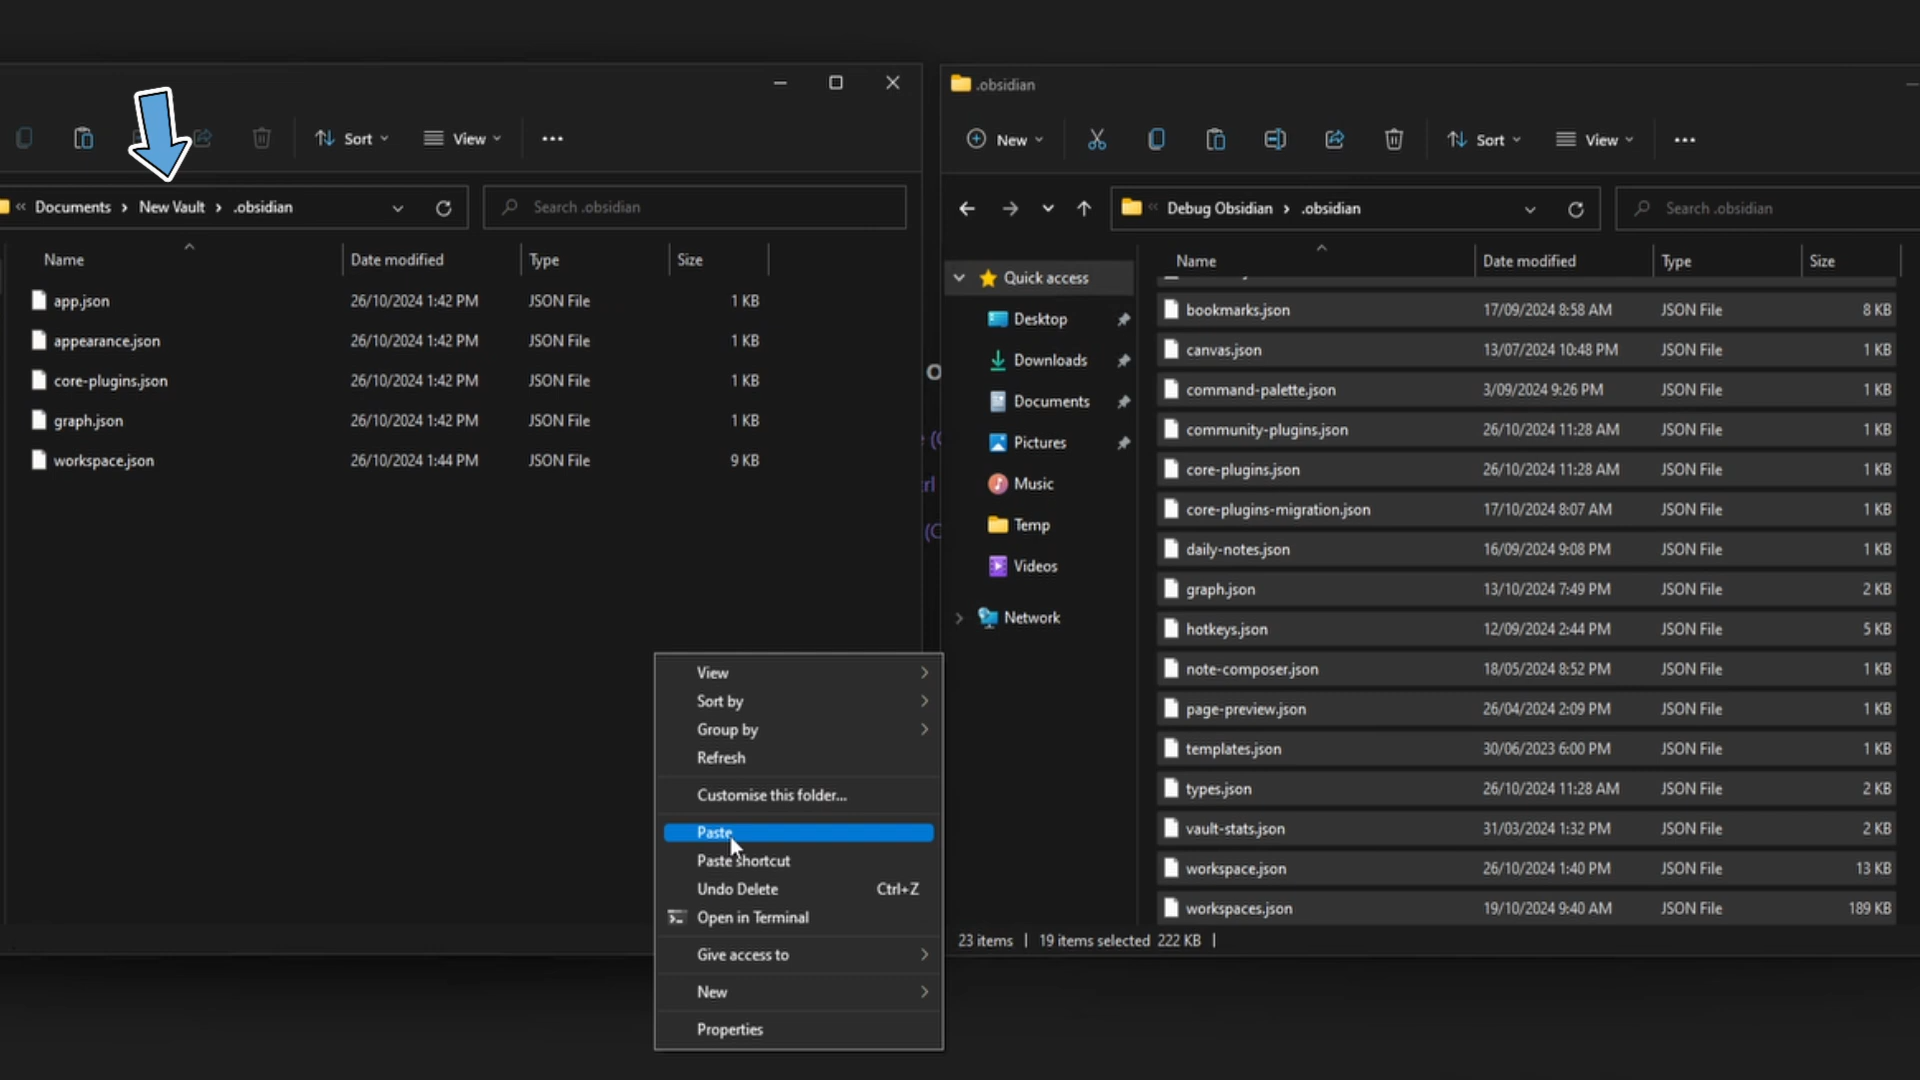 Sort
View
Documents > New Vault > .obsidian
Search .obsidian
Name Date modified Type Size
app.json 26/10/2024 1:42 PM JSON File 1 KB
appearance.json 26/10/2024 1:42 PM JSON File 1 KB
core-plugins.json 26/10/2024 1:42 PM JSON File 1 KB
graph.json 26/10/2024 1:42 PM JSON File 1 KB
workspace.json 26/10/2024 1:44 PM JSON File 9 KB
View
Sort by
Group by
Refresh
Customise this folder...
Paste
Paste shortcut
Undo Delete Ctrl+Z
Open in Terminal
Give access to
New
Properties
.obsidian
New
Sort
View
Debug Obsidian > .obsidian
Search .obsidian
Quick access
Desktop
Downloads
Documents
Pictures
Music
Temp
Videos
Network
Name Date modified Type Size
bookmarks.json 17/09/2024 8:58 AM JSON File 8 KB
canvas.json 13/07/2024 10:48 PM JSON File 1 KB
command-palette.json 3/09/2024 9:26 PM JSON File 1 KB
community-plugins.json 26/10/2024 11:28 AM JSON File 1 KB
core-plugins.json 26/10/2024 11:28 AM JSON File 1 KB
core-plugins-migration.json 17/10/2024 8:07 AM JSON File 1 KB
daily-notes.json 16/09/2024 9:08 PM JSON File 1 KB
graph.json 13/10/2024 7:49 PM JSON File 2 KB
hotkeys.json 12/09/2024 2:44 PM JSON File 5 KB
note-composer.json 18/05/2024 8:52 PM JSON File 1 KB
page-preview.json 26/04/2024 2:09 PM JSON File 1 KB
templates.json 30/06/2023 6:00 PM JSON File 1 KB
types.json 26/10/2024 11:28 AM JSON File 2 KB
vault-stats.json 31/03/2024 1:32 PM JSON File 2 KB
workspace.json 26/10/2024 1:40 PM JSON File 13 KB
workspaces.json 19/10/2024 9:40 AM JSON File 189 KB
23 items | 19 items selected 222 KB |